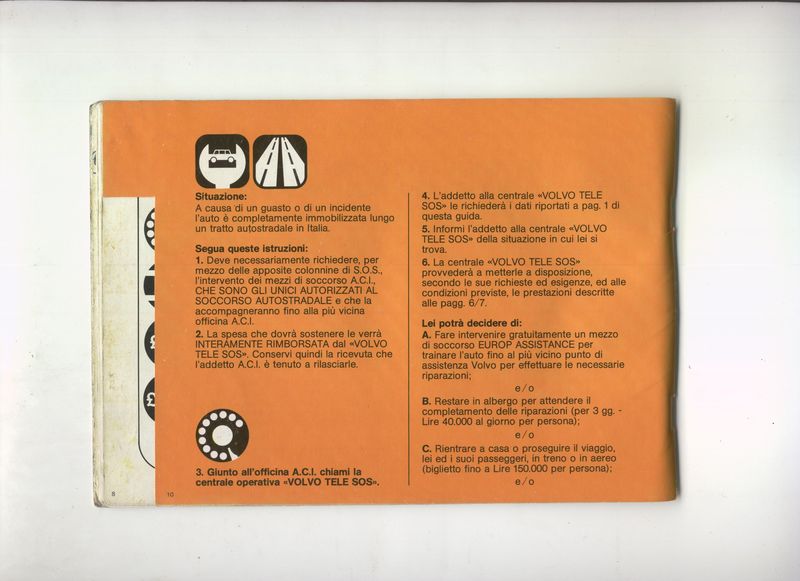 Situazione:
A causa di un guasto o di un incidente
l'auto è completamente immobilizzata lungo
un tratto autostradale in Italia.
Segua queste istruzioni:
1. Deve necessariamente richiedere, per
mezzo delle apposite colonnine di S.O.S.,
l'intervento dei mezzi di soccorso A.C.I.,
CHE SONO GLI UNICI AUTORIZZATI AL
SOCCORSO AUTOSTRADALE e che la
accompagneranno fino alla più vicina
officina A.C.I.
2. La spesa che dovrà sostenere le verrà
INTERAMENTE RIMBORSATA dal «VOLVO
TELE SOS». Conservi quindi la ricevuta che
l'addetto A.C.I. è tenuto a rilasciarle.
3. Giunto all'officina A.C.I. chiami la
centrale operativa «VOLVO TELE SOS».
4. L'addetto alla centrale «VOLVO TELE
SOS» le richiederà i dati riportati a pag. 1 di
questa guida.
5. Informi l'addetto alla centrale «VOLVO
TELE SOS» della situazione in cui lei si
trova.
6. La centrale «VOLVO TELE SOS»
provvederà a metterle a disposizione,
secondo le sue richieste ed esigenze, ed alle
condizioni previste, le prestazioni descritte
alle pagg. 6/7.
Lei potrà decidere di:
A. Fare intervenire gratuitamente un mezzo
di soccorso EUROP ASSISTANCE per
trainare l'auto fino al più vicino punto di
assistenza Volvo per effettuare le necessarie
riparazioni;
e/o
B. Restare in albergo per attendere il
completamento delle riparazioni (per 3 gg. -
Lire 40.000 al giorno per persona);
e/o
C. Rientrare a casa o proseguire il viaggio,
lei ed i suoi passeggeri, in treno o in aereo
(biglietto fino a Lire 150.000 per persona);
e/o
£
£
8
10